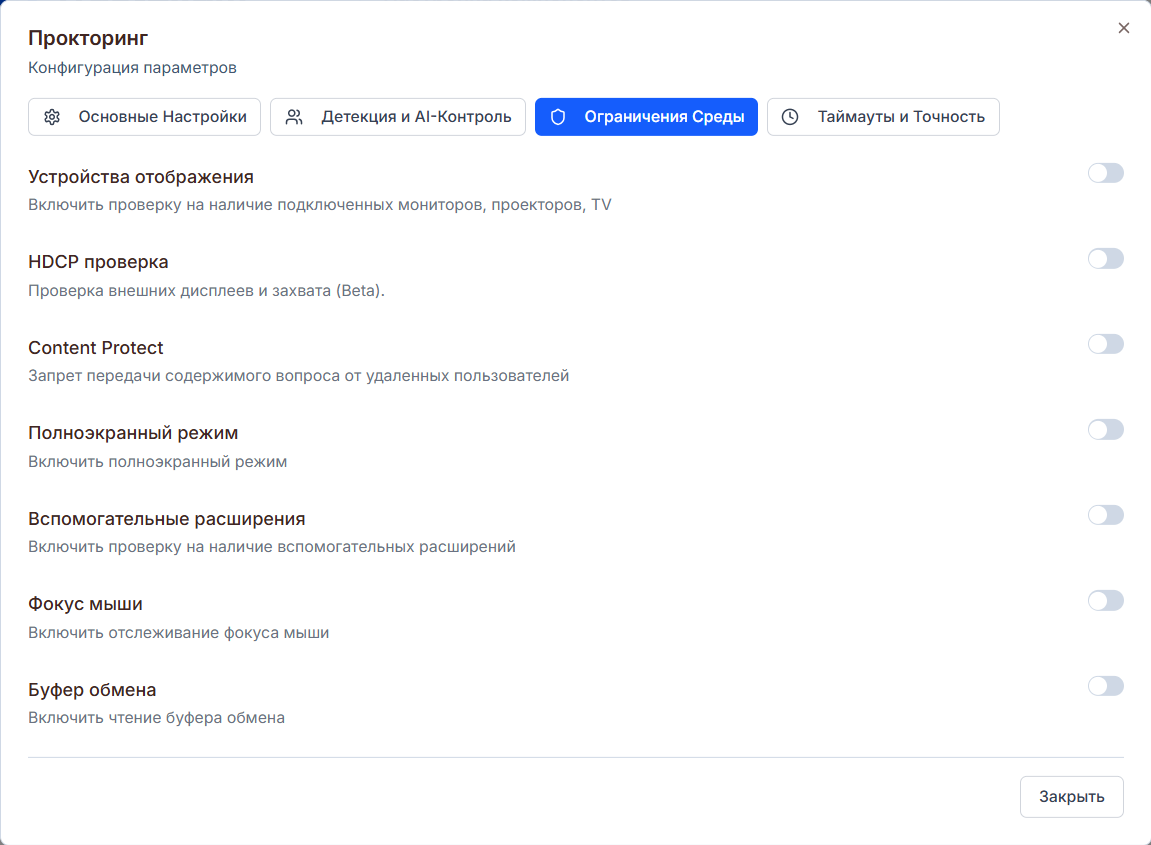 Прокторинг
Конфигурация параметров
Основные Настройки
Детекция и AI-Контроль
Ограничения Среды
Таймауты и Точность
Устройства отображения
Включить проверку на наличие подключенных мониторов, проекторов, TV
HDCP проверка
Проверка внешних дисплеев и захвата (Beta).
Content Protect
Запрет передачи содержимого вопроса от удаленных пользователей
Полноэкранный режим
Включить полноэкранный режим
Вспомогательные расширения
Включить проверку на наличие вспомогательных расширений
Фокус мыши
Включить отслеживание фокуса мыши
Буфер обмена
Включить чтение буфера обмена
Закрыть